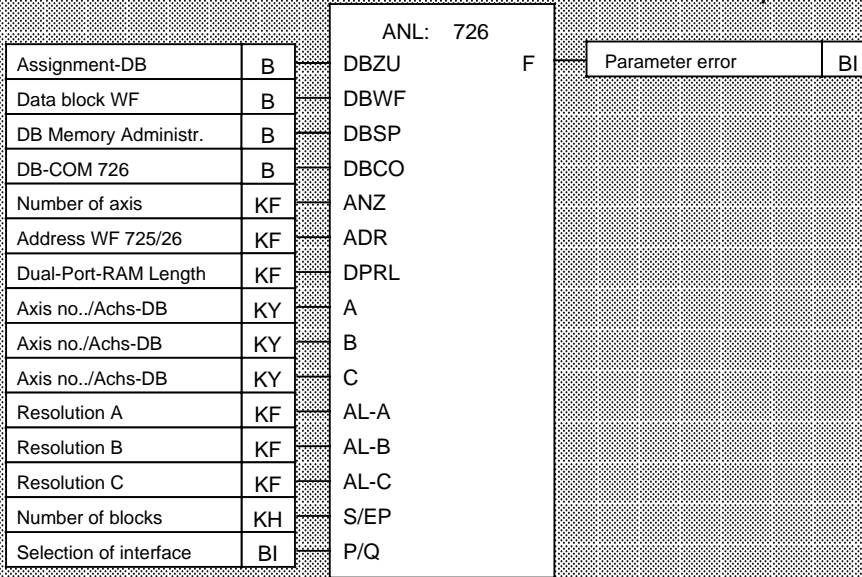 ANL: 726
Assignment-DB B DBZU F Parameter error BI
Data block WF B DBWF
DB Memory Administr. B DBSP
DB-COM 726 B DBCO
Number of axis KF ANZ
Address WF 725/26 KF ADR
Dual-Port-RAM Length KF DPRL
Axis no../Achs-DB KY A
Axis no./Achs-DB KY B
Axis no../Achs-DB KY C
Resolution A KF AL-A
Resolution B KF AL-B
Resolution C KF AL-C
Number of blocks KH S/EP
Selection of interface BI P/Q